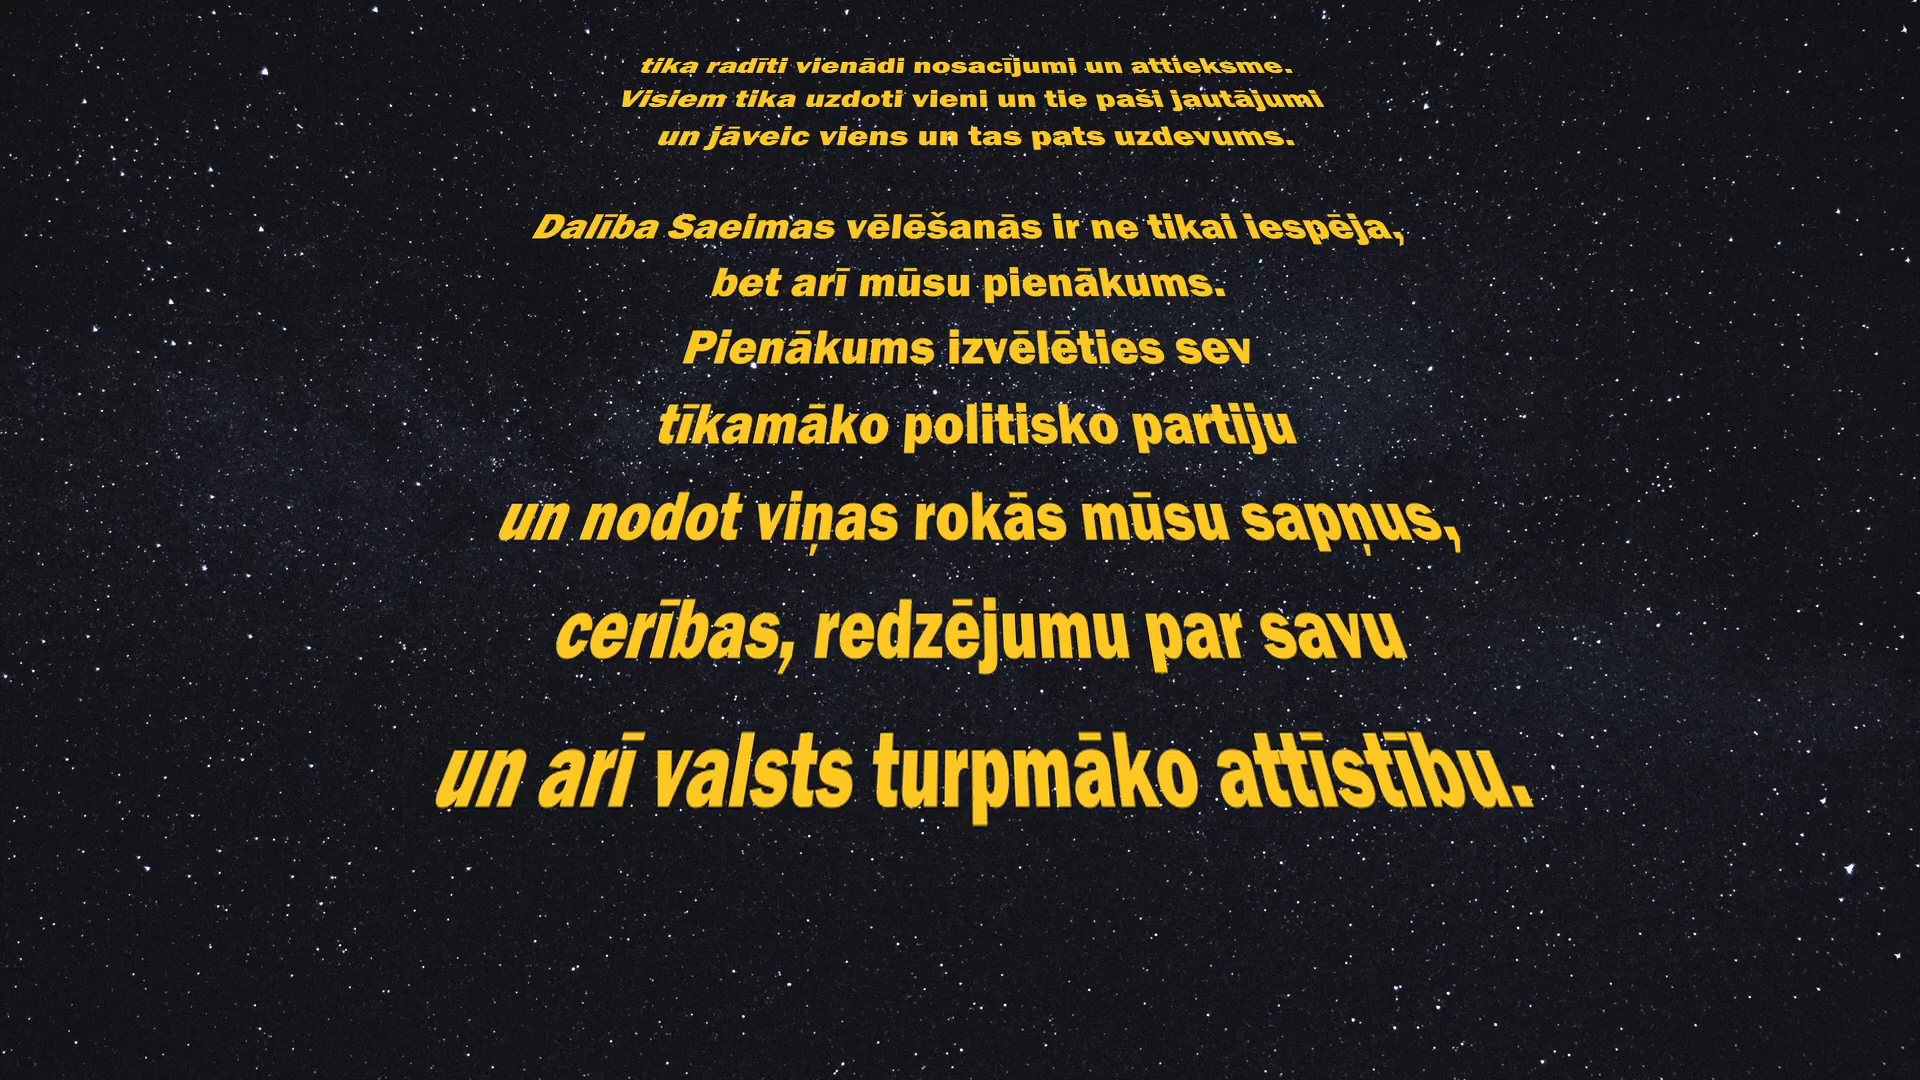 tika radīti vienādi nosacījumi un attieksme.
Visiem tika uzdoti vieni un tie paši jautājumi
un jāveic viens un tas pats uzdevums.
Dalība Saeimas vēlēšanās ir ne tikai iespēja,
bet arī mūsu pienākums.
Pienākums izvēlēties sev
tīkamāko politisko partiju
un nodot viņas rokās mūsu sapņus,
cerības, redzējumu par savu
un arī valsts turpmāko attīstību.